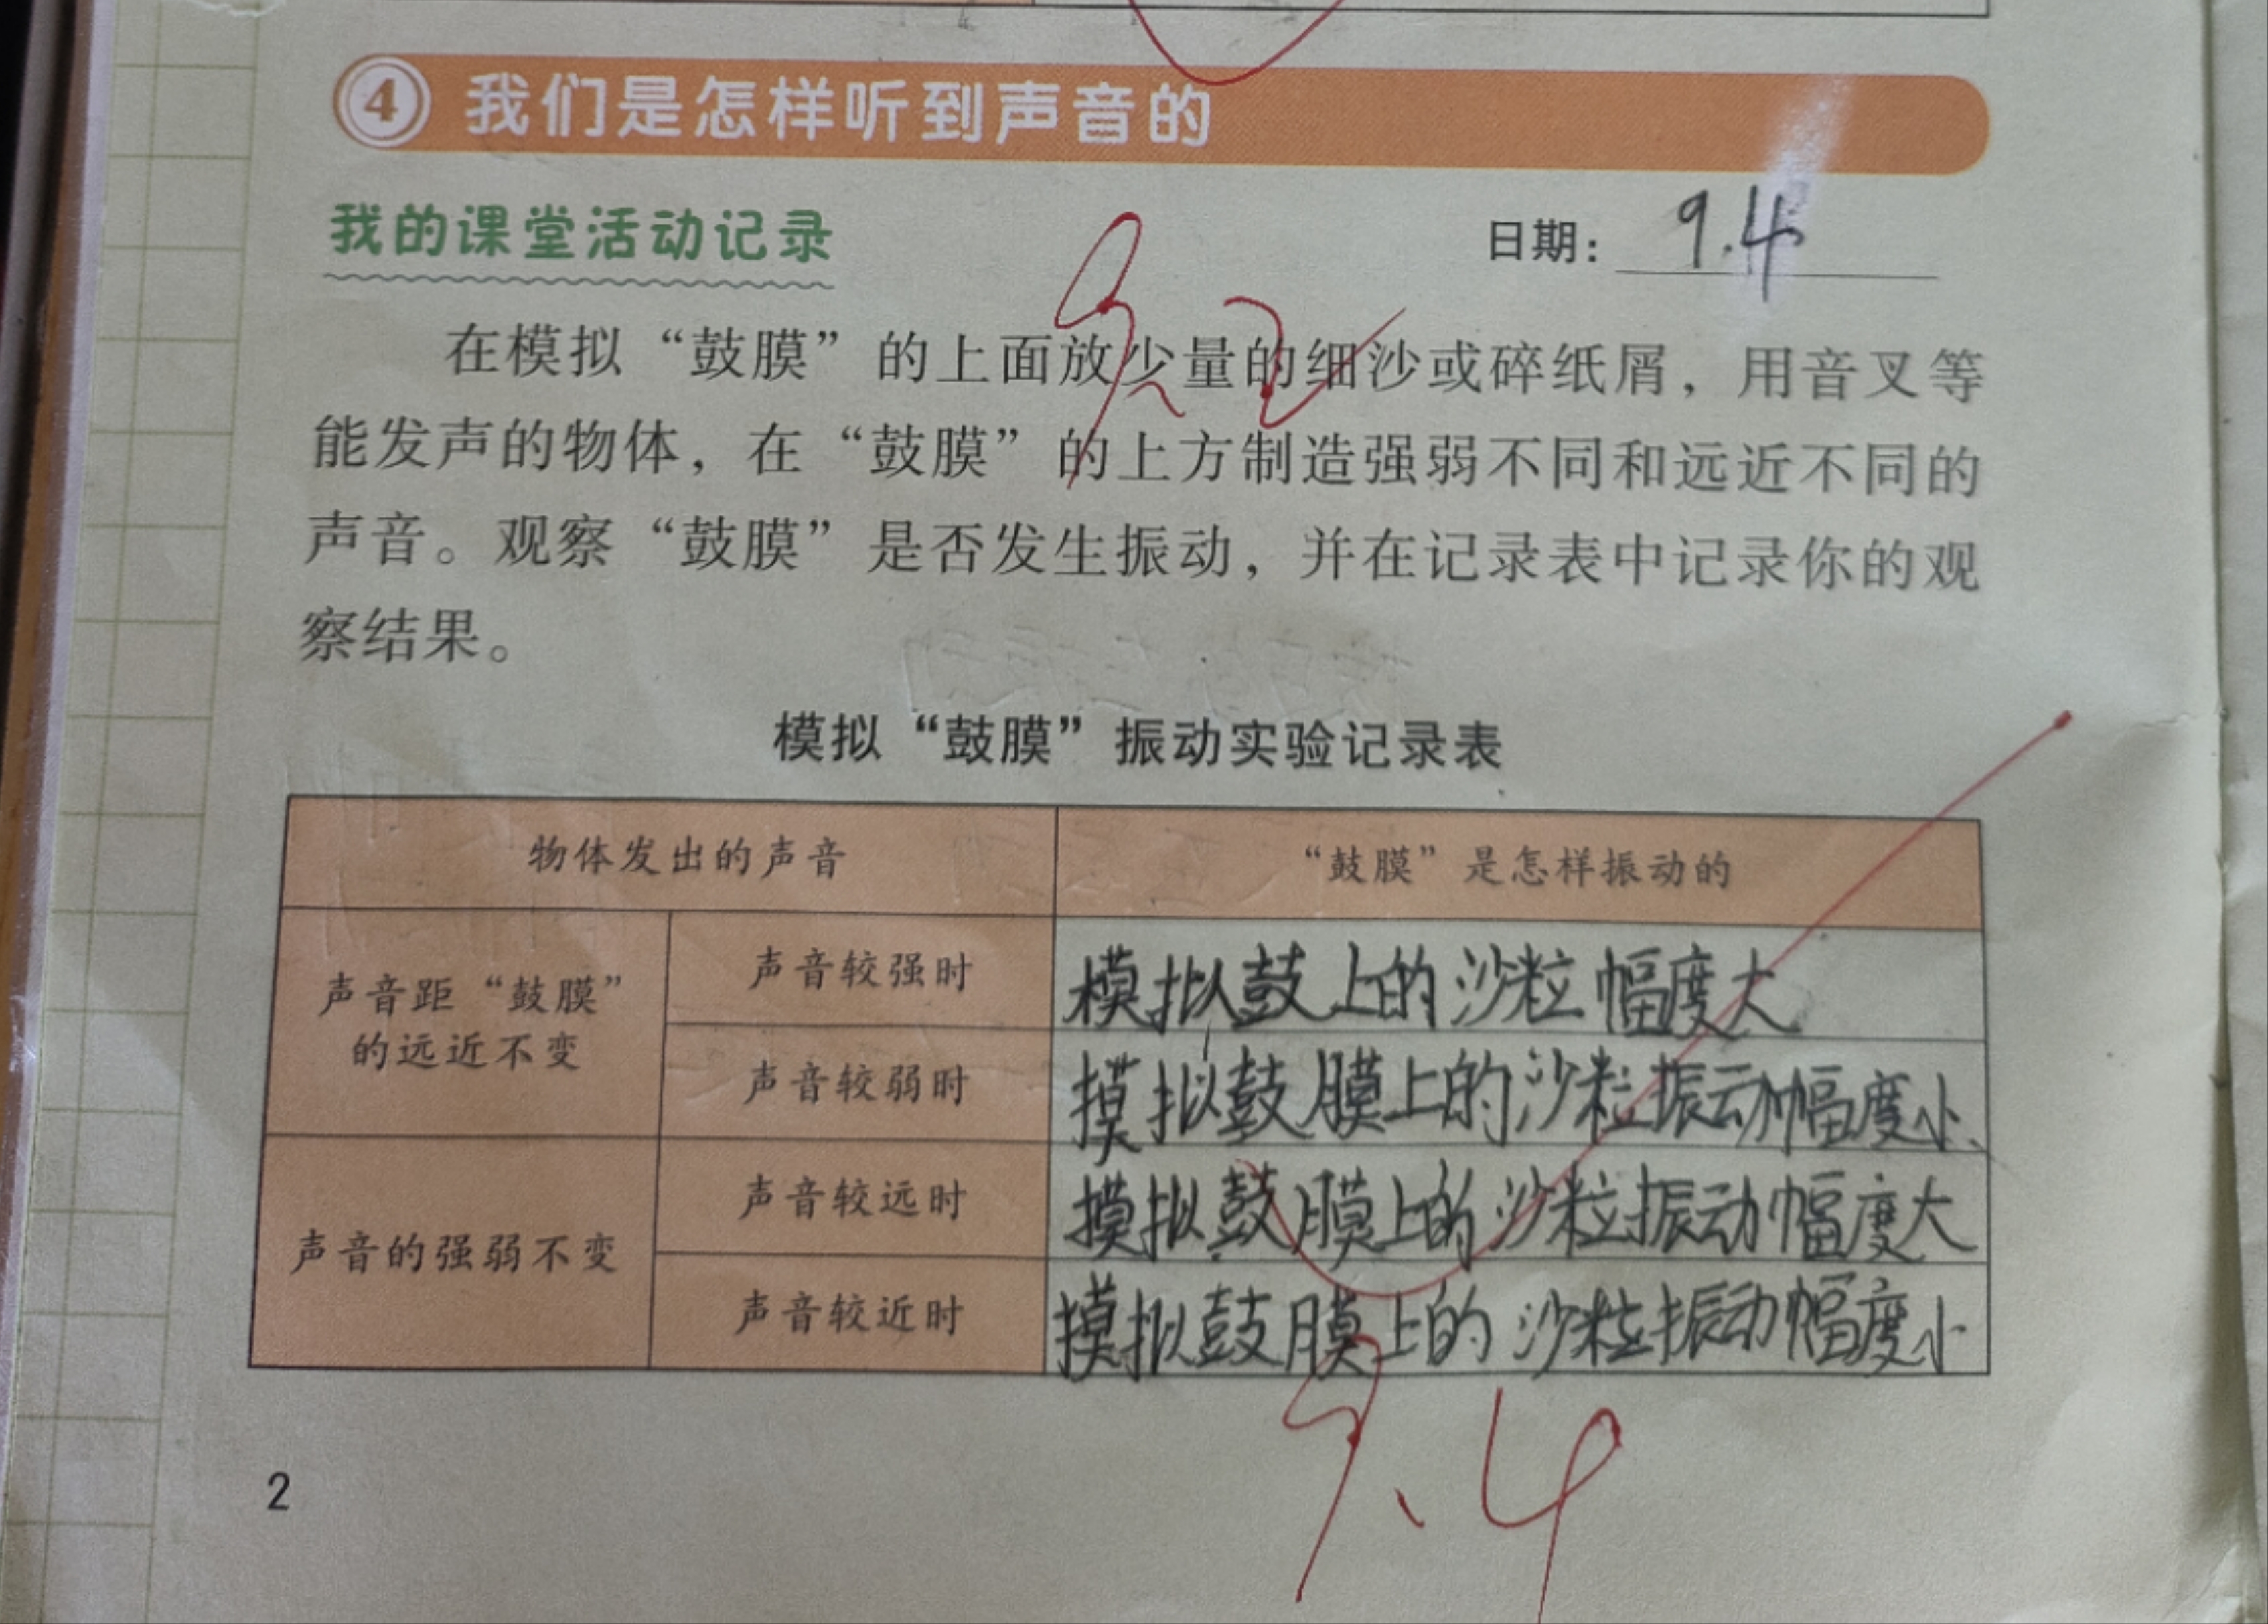 4 我们是怎样听到声音的
我的课堂活动记录
日期： 9.4
9.2
在模拟“鼓膜”的上面放少量的细沙或碎纸屑，用音叉等
能发声的物体，在“鼓膜”的上方制造强弱不同和远近不同的
声音。观察“鼓膜”是否发生振动，并在记录表中记录你的观
察结果。
模拟“鼓膜”振动实验记录表
物体发出的声音
“鼓膜”是怎样振动的
声音距“鼓膜”
的远近不变
声音较强时
模拟鼓上的沙粒幅度大
声音较弱时
摸拟鼓膜上的沙粒振动幅度小
声音的强弱不变
声音较远时
摸拟鼓膜上的沙粒振动幅度大
声音较近时
摸拟鼓膜上的沙粒振动幅度小
9.4
2